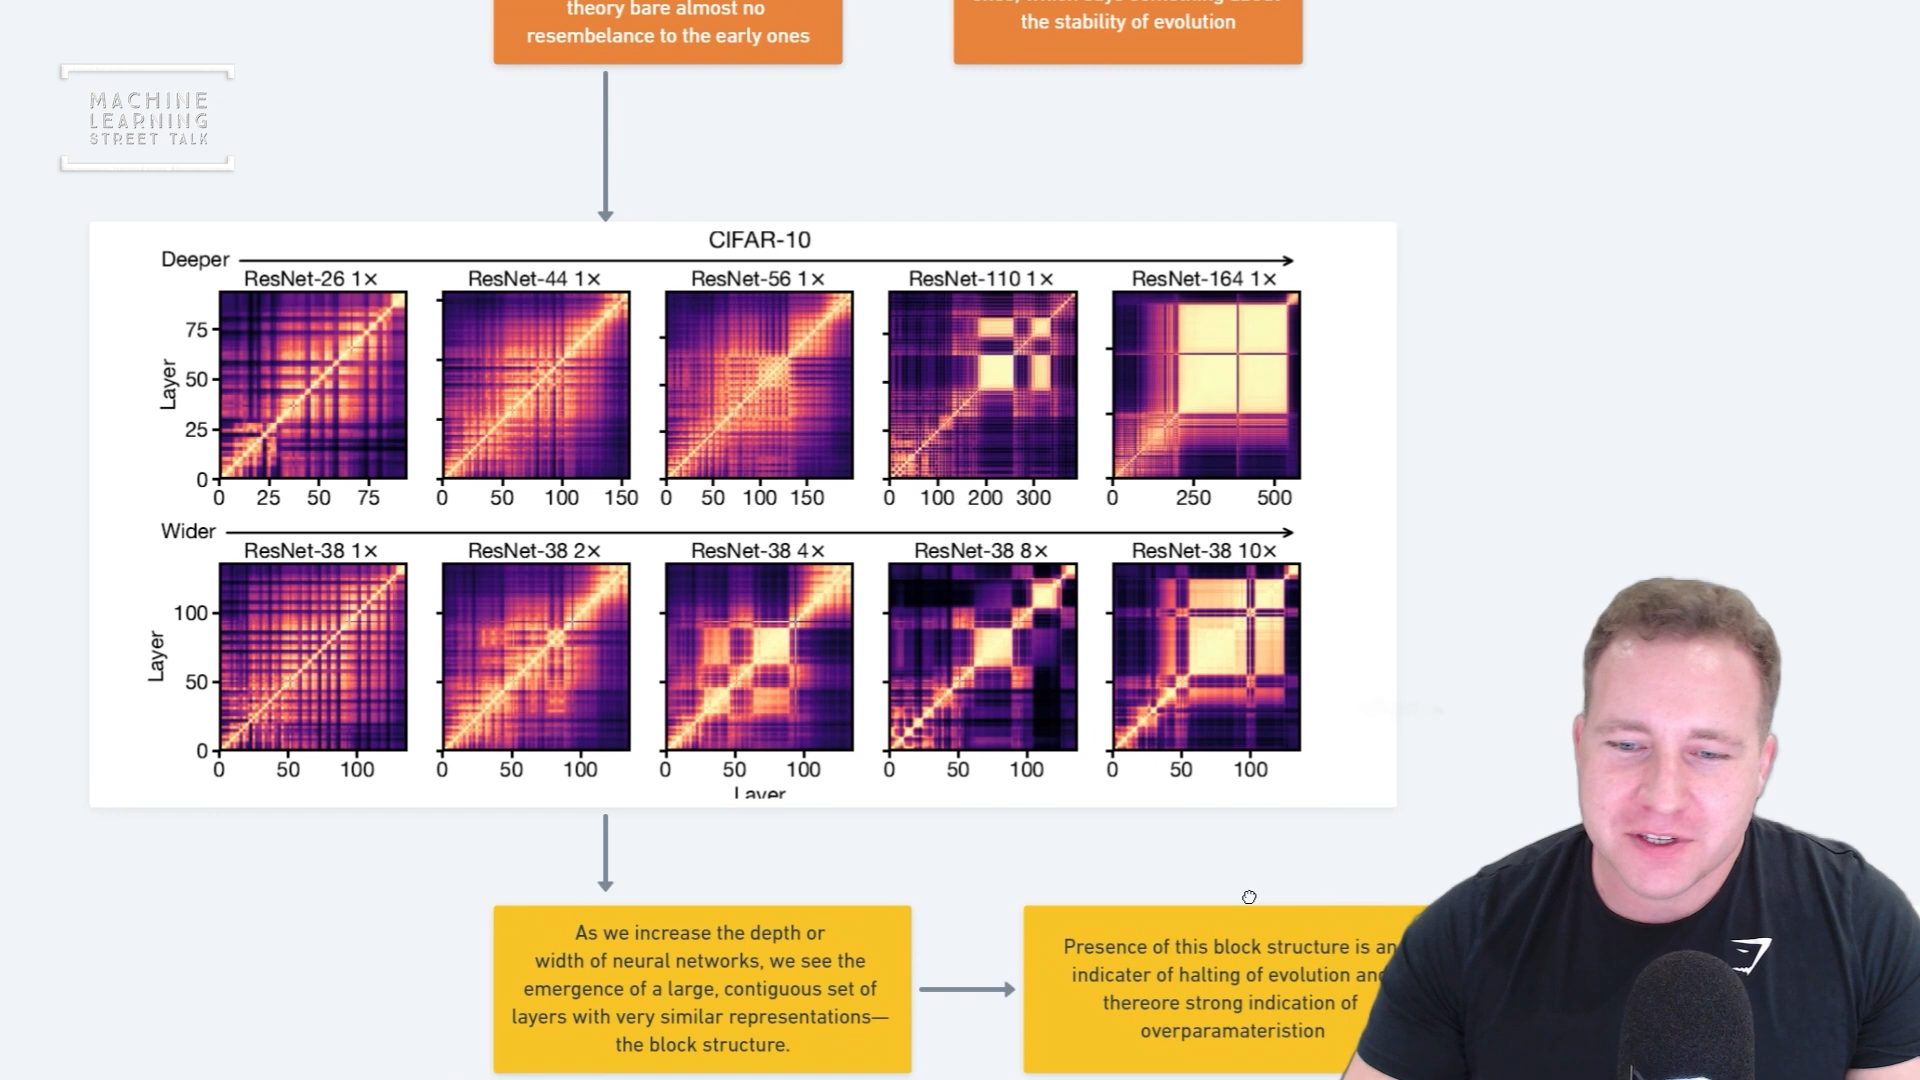 theory bare almost no
resembelance to the early ones
the stability of evolution
MACHINE
LEARNING
STREET TALK
CIFAR-10
Deeper
ResNet-26 1×
ResNet-44 1×
ResNet-56 1×
ResNet-110 1×
ResNet-164 1×
Layer
75
50
25
0
0 25 50 75
0 50 100 150
0 50 100 150
0 100 200 300
0 250 500
Wider
ResNet-38 1×
ResNet-38 2×
ResNet-38 4×
ResNet-38 8×
ResNet-38 10×
Layer
100
50
0
0 50 100
0 50 100
0 50 100
0 50 100
0 50 100
Layer
As we increase the depth or
width of neural networks, we see the
emergence of a large, contiguous set of
layers with very similar representations—
the block structure.
Presence of this block structure is an
indicater of halting of evolution and
thereore strong indication of
overparamateristion